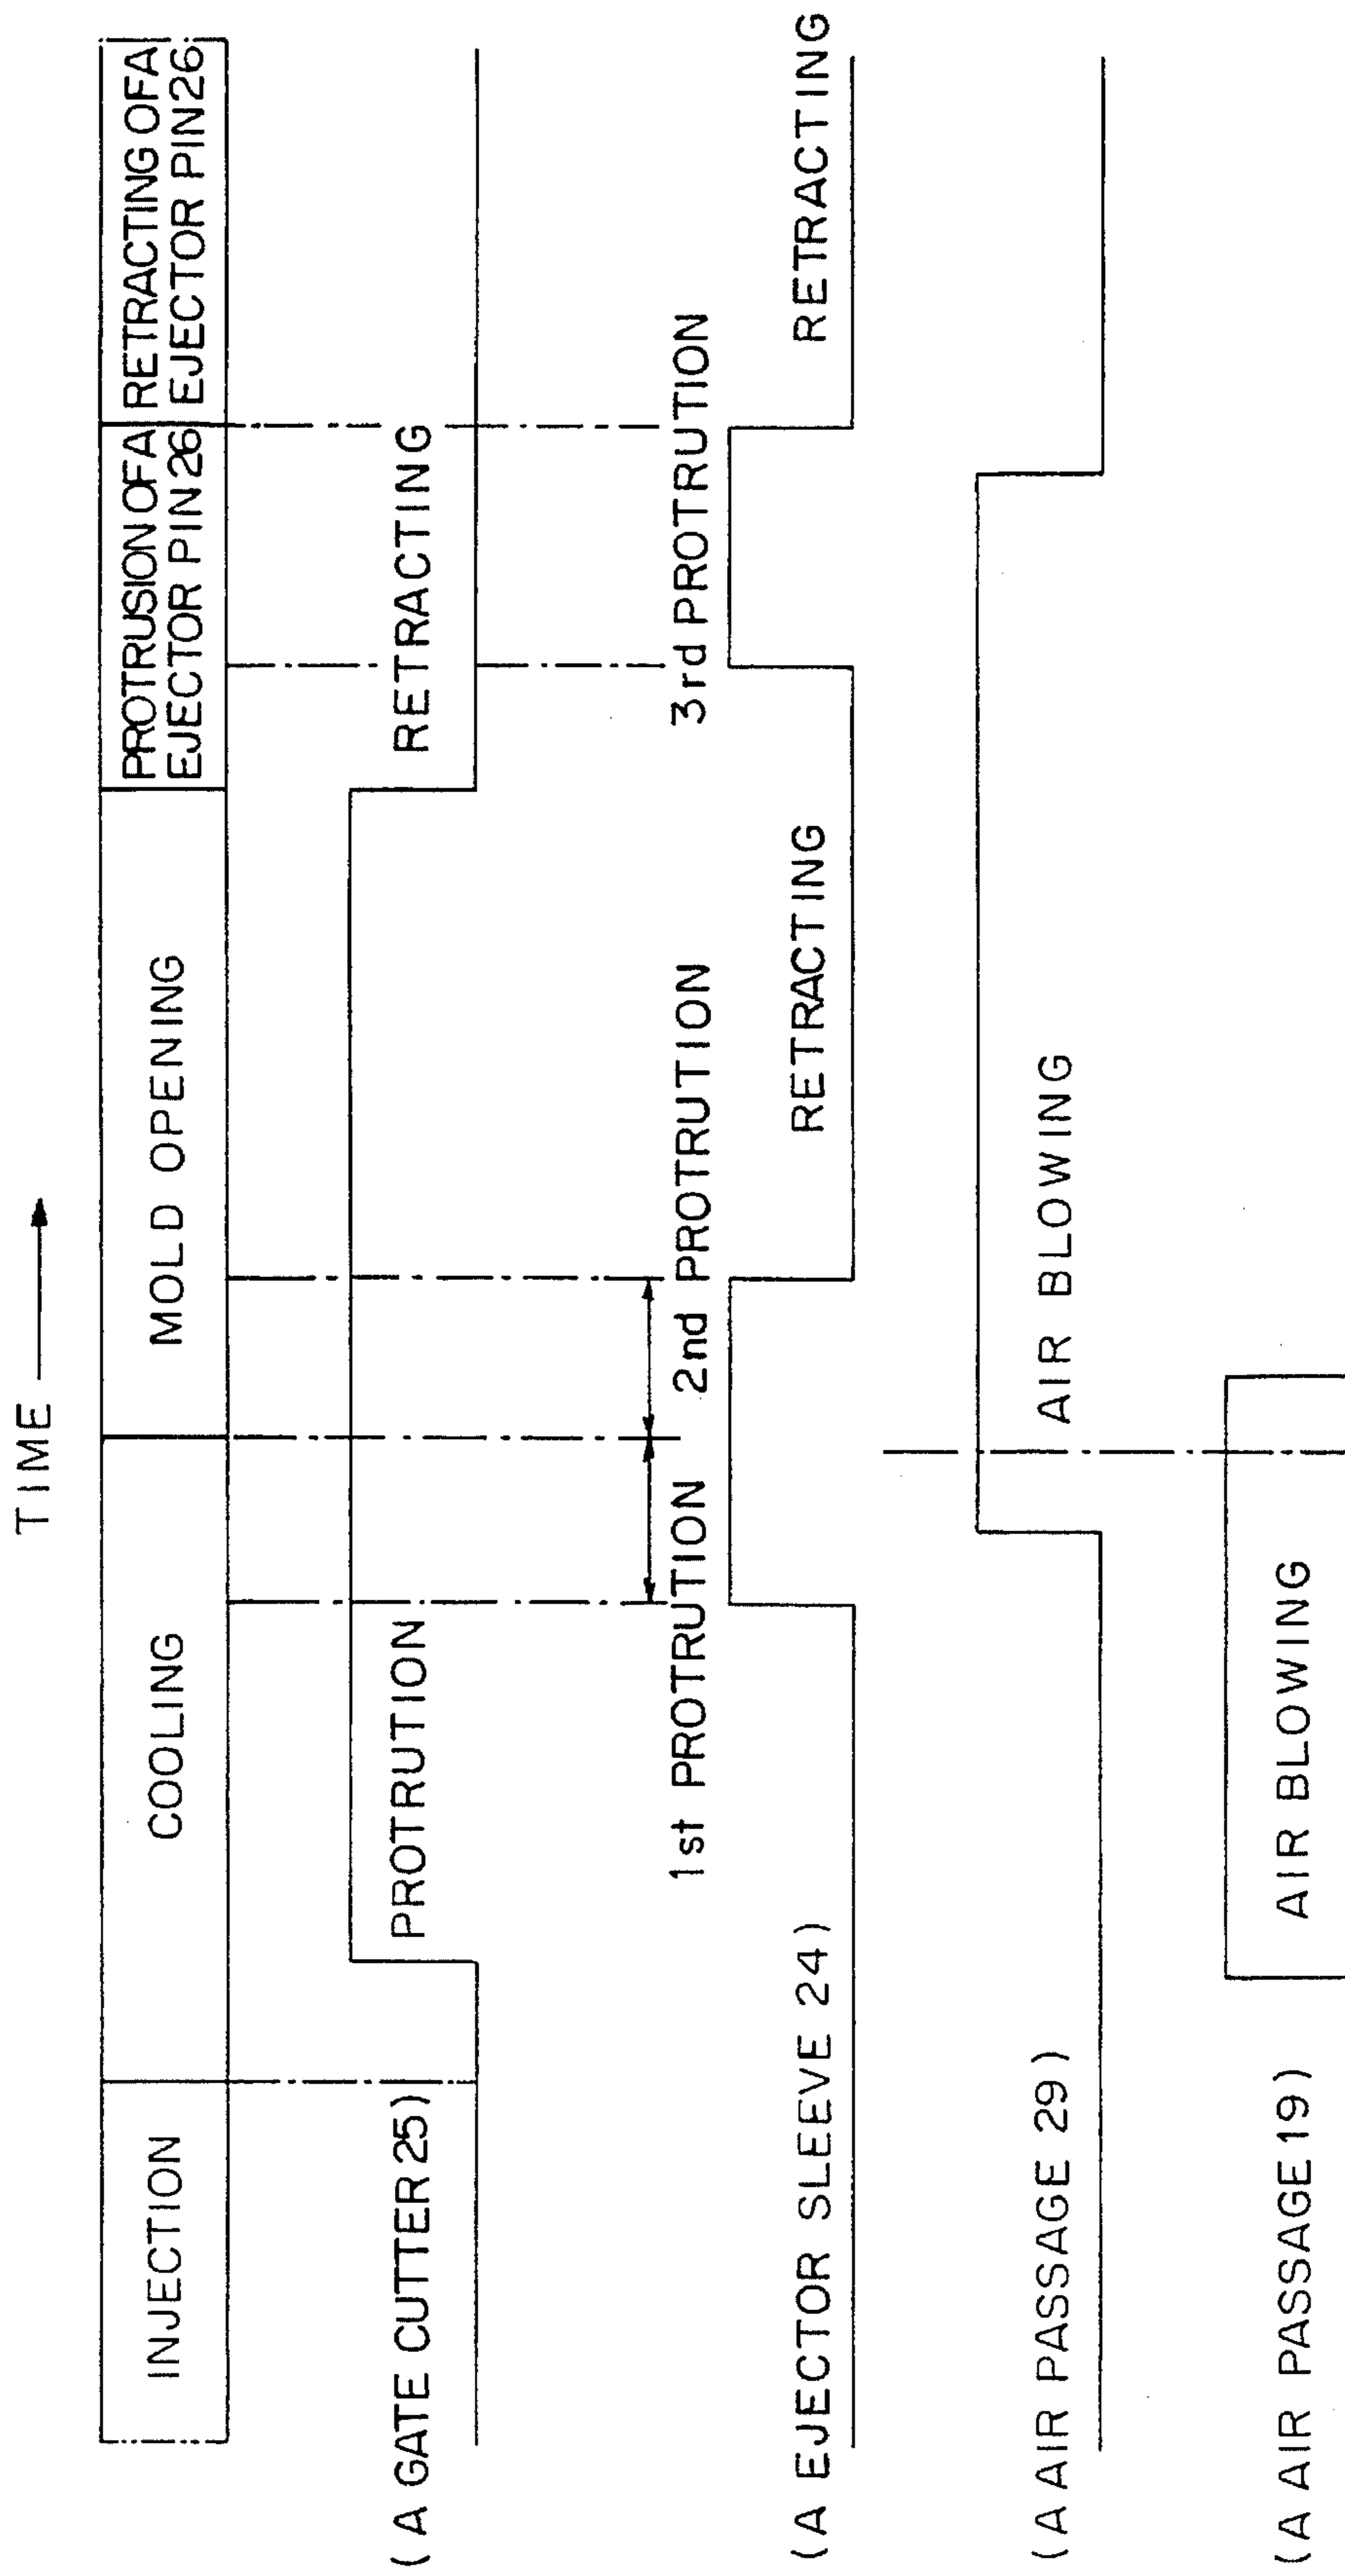 TIME
INJECTION
COOLING
MOLD OPENING
PROTRUSION OF A
EJECTOR PIN 26
RETRACTING OF A
EJECTOR PIN 26
(A GATE CUTTER 25)
PROTRUTION
RETRACTING
1st PROTRUTION
2nd PROTRUTION
3rd PROTRUTION
(A EJECTOR SLEEVE 24)
RETRACTING
RETRACTING
(A AIR PASSAGE 29)
AIR BLOWING
(A AIR PASSAGE 19)
AIR BLOWING